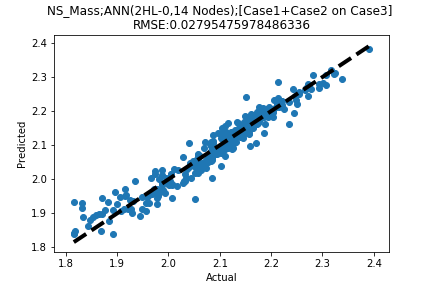 NS_Mass;ANN(2HL-0,14 Nodes);[Case1+Case2 on Case3]
RMSE:0.02795475978486336
2.4
2.3
2.2
2.1
2.0
1.9
1.8
Predicted
1.8 1.9 2.0 2.1 2.2 2.3 2.4
Actual